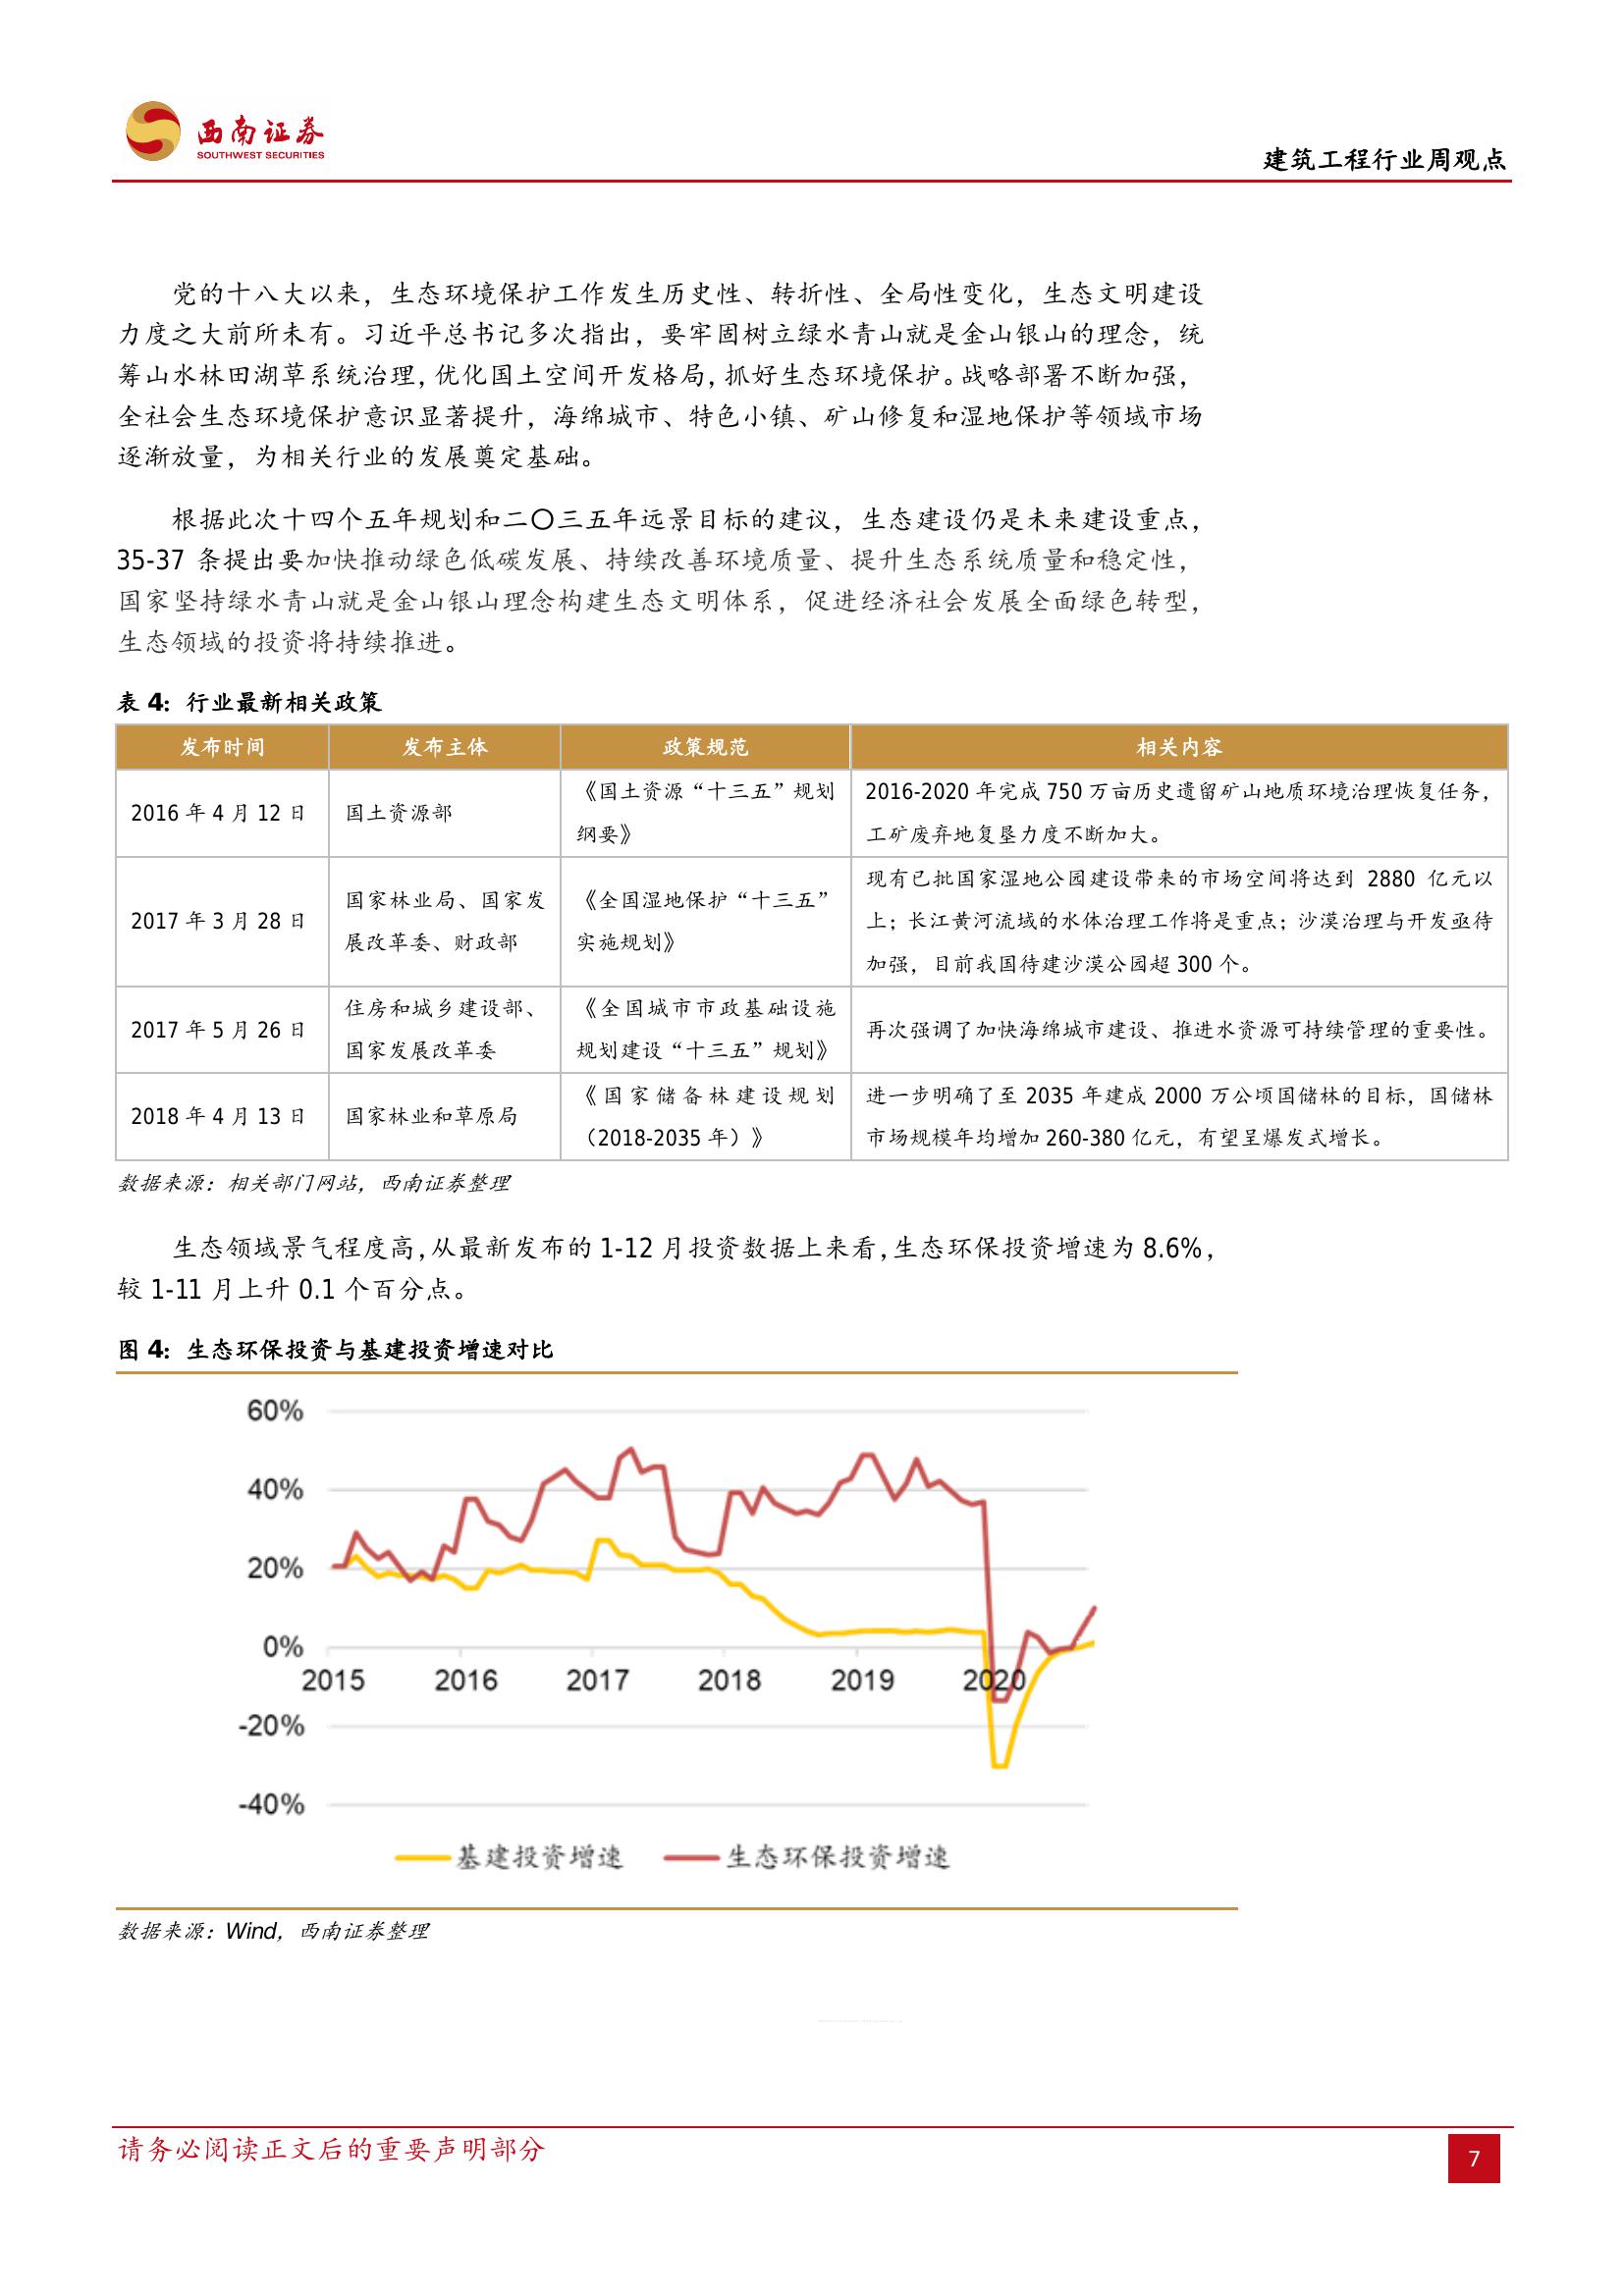 西南证券
SOUTHWEST SECURITIES
建筑工程行业周观点
党的十八大以来，生态环境保护工作发生历史性、转折性、全局性变化，生态文明建设
力度之大前所未有。习近平总书记多次指出，要牢固树立绿水青山就是金山银山的理念，统
筹山水林田湖草系统治理，优化国土空间开发格局，抓好生态环境保护。战略部署不断加强，
全社会生态环境保护意识显著提升，海绵城市、特色小镇、矿山修复和湿地保护等领域市场
逐渐放量，为相关行业的发展奠定基础。
根据此次十四个五年规划和二〇三五年远景目标的建议，生态建设仍是未来建设重点，
35-37 条提出要加快推动绿色低碳发展、持续改善环境质量、提升生态系统质量和稳定性，
国家坚持绿水青山就是金山银山理念构建生态文明体系，促进经济社会发展全面绿色转型，
生态领域的投资将持续推进。
表 4：行业最新相关政策
发布时间 发布主体 政策规范 相关内容
2016 年 4 月 12 日
国土资源部
《国土资源“十三五”规划
纲要》
2016-2020 年完成 750 万亩历史遗留矿山地质环境治理恢复任务，
工矿废弃地复垦力度不断加大。
2017 年 3 月 28 日
国家林业局、国家发
展改革委、财政部
《全国湿地保护“十三五”
实施规划》
现有已批国家湿地公园建设带来的市场空间将达到 2880 亿元以
上；长江黄河流域的水体治理工作将是重点；沙漠治理与开发亟待
加强，目前我国待建沙漠公园超 300 个。
2017 年 5 月 26 日
住房和城乡建设部、
国家发展改革委
《全国城市市政基础设施
规划建设“十三五”规划》
再次强调了加快海绵城市建设、推进水资源可持续管理的重要性。
2018 年 4 月 13 日
国家林业和草原局
《国家储备林建设规划
（2018-2035 年）》
进一步明确了至 2035 年建成 2000 万公顷国储林的目标，国储林
市场规模年均增加 260-380 亿元，有望呈爆发式增长。
数据来源：相关部门网站，西南证券整理
生态领域景气程度高，从最新发布的 1-12 月投资数据上来看，生态环保投资增速为 8.6%，
较 1-11 月上升 0.1 个百分点。
图 4：生态环保投资与基建投资增速对比
60%
40%
20%
0%
2015 2016 2017 2018 2019 2020
-20%
-40%
基建投资增速 生态环保投资增速
数据来源：Wind，西南证券整理
请务必阅读正文后的重要声明部分
7